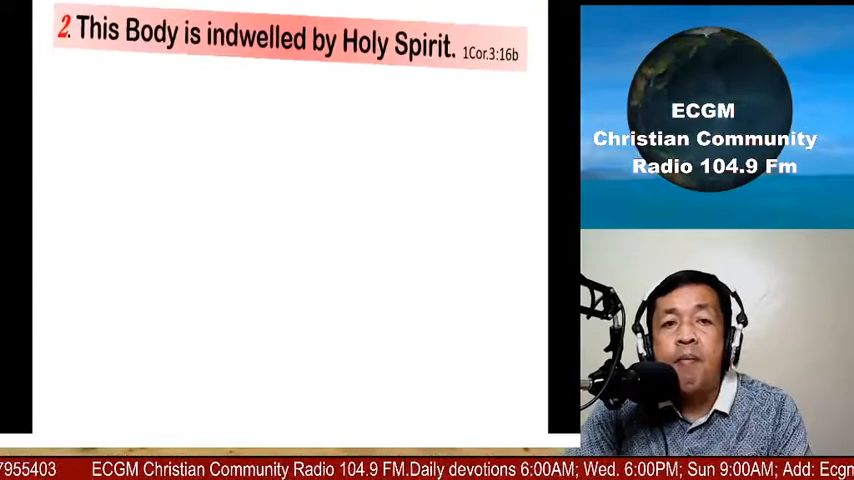 2. This Body is indwelled by Holy Spirit. 1Cor.3:16b
ECGM
Christian Community
Radio 104.9 Fm
7955403 ECGM Christian Community Radio 104.9 FM.Daily devotions 6:00AM; Wed. 6:00PM; Sun 9:00AM; Add: Ecgm